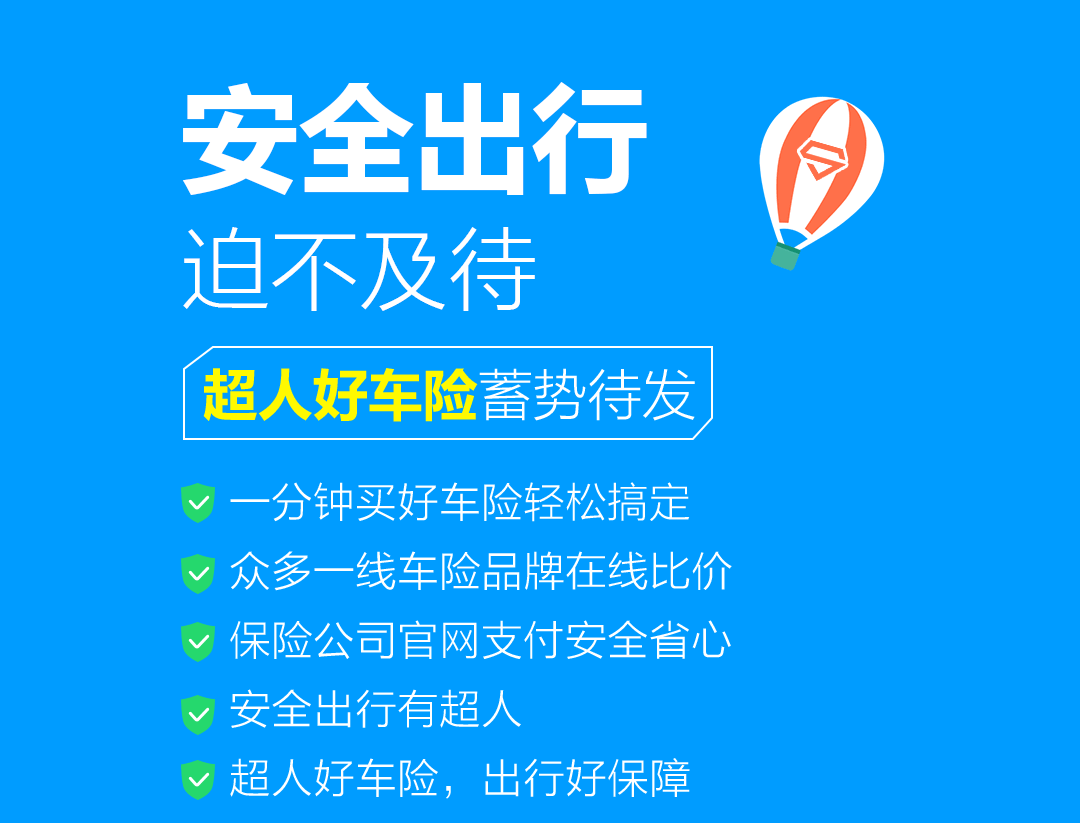 安全出行
迫不及待
超人好车险蓄势待发
一分钟买好车险轻松搞定
众多一线车险品牌在线比价
保险公司官网支付安全省心
安全出行有超人
超人好车险，出行好保障